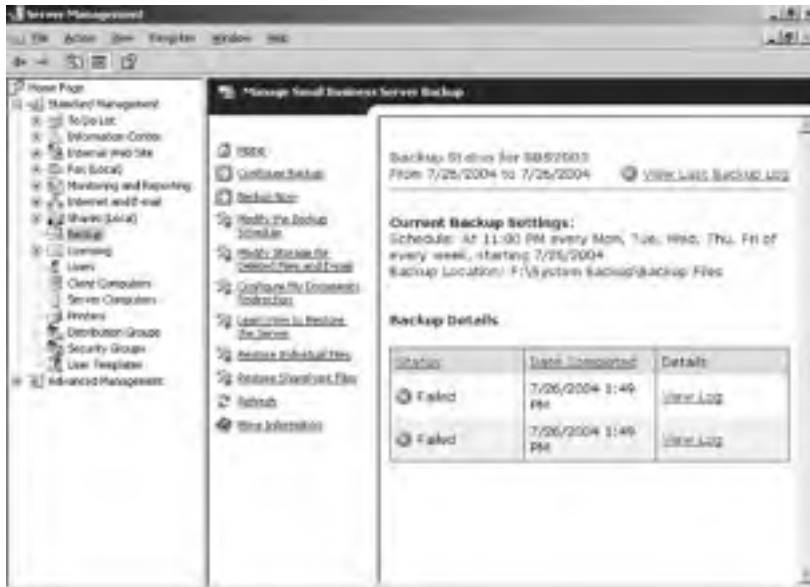 Server Management
File Action View Favorites Window Help
Home Page
Standard Management
To Do List
Information Center
Internal Web Site
Fax (Local)
Monitoring and Reporting
Internet and E-mail
Shares (Local)
Backup
Licensing
Users
Client Computers
Server Computers
Printers
Distribution Groups
Security Groups
User Templates
Advanced Management
Manage Small Business Server Backup
Home
Configure Backup
Backup Now
Modify the Backup
Schedule
Modify Storage for
Deleted Files and E-mail
Configure My Documents
Redirection
Learn How to Restore
the Server
Restore Individual Files
Restore SharePoint Files
Refresh
More Information
Backup Status for SBS2003
From 7/26/2004 to 7/26/2004
View Last Backup Log
Current Backup Settings:
Schedule: At 11:00 PM every Mon, Tue, Wed, Thu, Fri of
every week, starting 7/26/2004
Backup Location: F:\System Backup\Backup Files
Backup Details
Status Date Completed Details
Failed 7/26/2004 1:49 PM View Log
Failed 7/26/2004 1:49 PM View Log